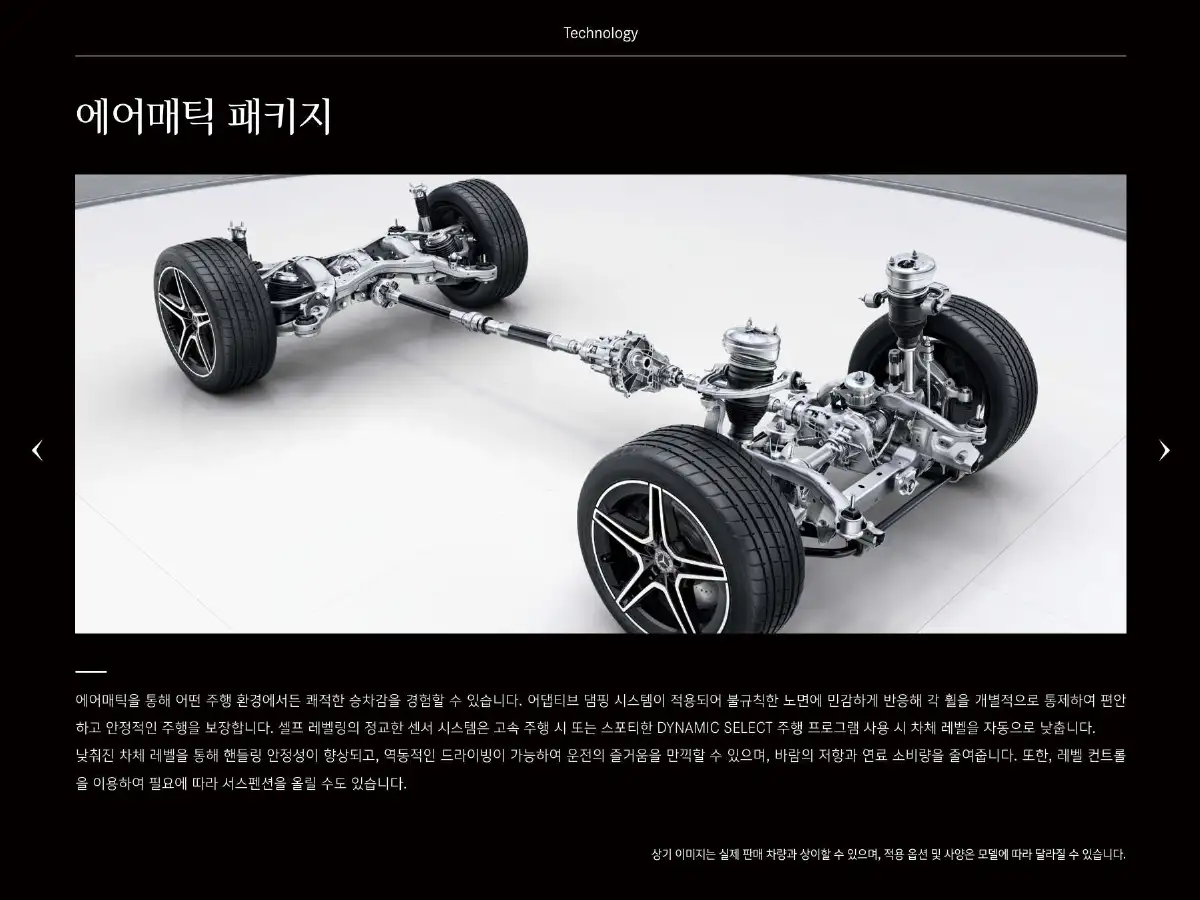 Technology
에어매틱 패키지
에어매틱을 통해 어떤 주행 환경에서든 쾌적한 승차감을 경험할 수 있습니다. 어댑티브 댐핑 시스템이 적용되어 불규칙한 노면에 민감하게 반응해 각 휠을 개별적으로 통제하여 편안
하고 안정적인 주행을 보장합니다. 셀프 레벨링의 정교한 센서 시스템은 고속 주행 시 또는 스포티한 DYNAMIC SELECT 주행 프로그램 사용 시 차체 레벨을 자동으로 낮춥니다.
낮춰진 차체 레벨을 통해 핸들링 안정성이 향상되고, 역동적인 드라이빙이 가능하여 운전의 즐거움을 만끽할 수 있으며, 바람의 저항과 연료 소비량을 줄여줍니다. 또한, 레벨 컨트롤
을 이용하여 필요에 따라 서스펜션을 올릴 수도 있습니다.
상기 이미지는 실제 판매 차량과 상이할 수 있으며, 적용 옵션 및 사양은 모델에 따라 달라질 수 있습니다.